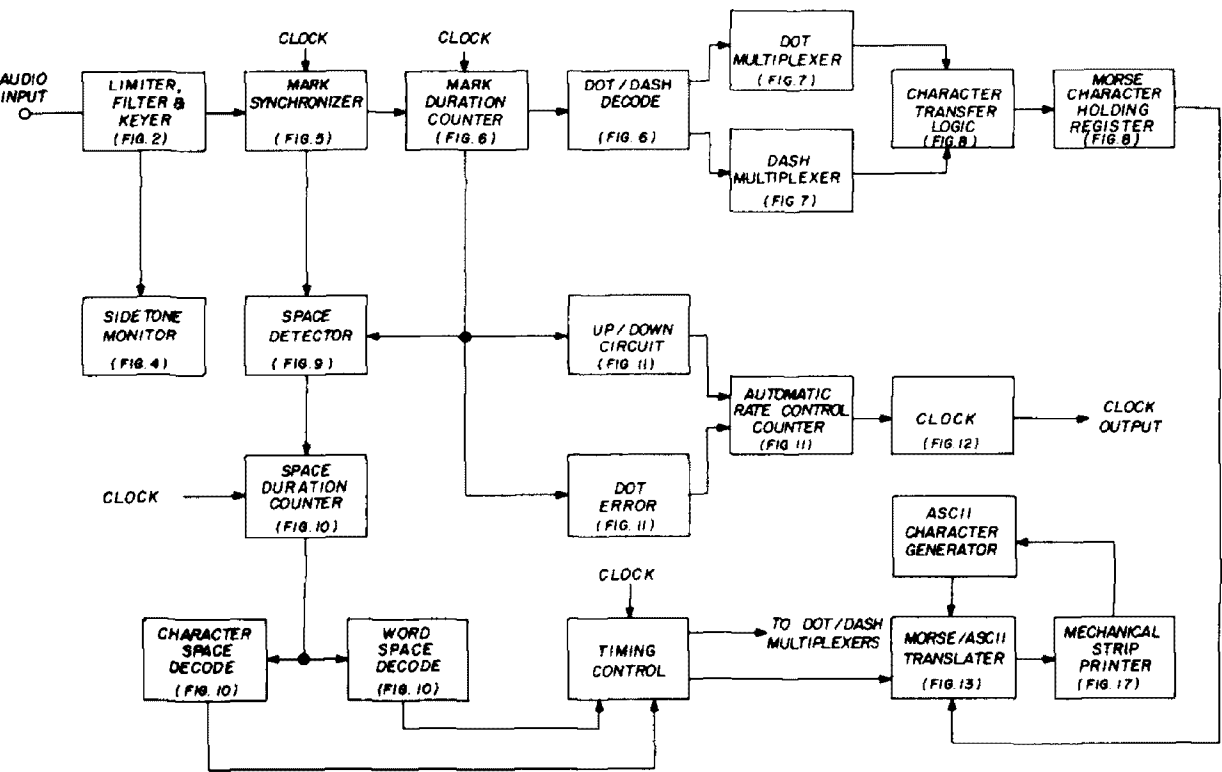 AUDIO
INPUT
LIMITER,
FILTER &
KEYER
(FIG. 2)
CLOCK
MARK
SYNCHRONIZER
(FIG. 5)
CLOCK
MARK
DURATION
COUNTER
(FIG. 6)
DOT / DASH
DECODE
(FIG. 6)
DOT
MULTIPLEXER
(FIG. 7)
DASH
MULTIPLEXER
(FIG 7)
CHARACTER
TRANSFER
LOGIC
(FIG. 8)
MORSE
CHARACTER
HOLDING
REGISTER
(FIG. 8)
SIDETONE
MONITOR
(FIG. 4)
SPACE
DETECTOR
(FIG. 9)
UP / DOWN
CIRCUIT
(FIG. 11)
AUTOMATIC
RATE CONTROL
COUNTER
(FIG. 11)
CLOCK
(FIG. 12)
CLOCK
OUTPUT
CLOCK
SPACE
DURATION
COUNTER
(FIG. 10)
DOT
ERROR
(FIG. 11)
ASCII
CHARACTER
GENERATOR
CHARACTER
SPACE
DECODE
(FIG. 10)
WORD
SPACE
DECODE
(FIG. 10)
CLOCK
TIMING
CONTROL
TO DOT/DASH
MULTIPLEXERS
MORSE/ASCII
TRANSLATER
(FIG. 13)
MECHANICAL
STRIP
PRINTER
(FIG. 17)